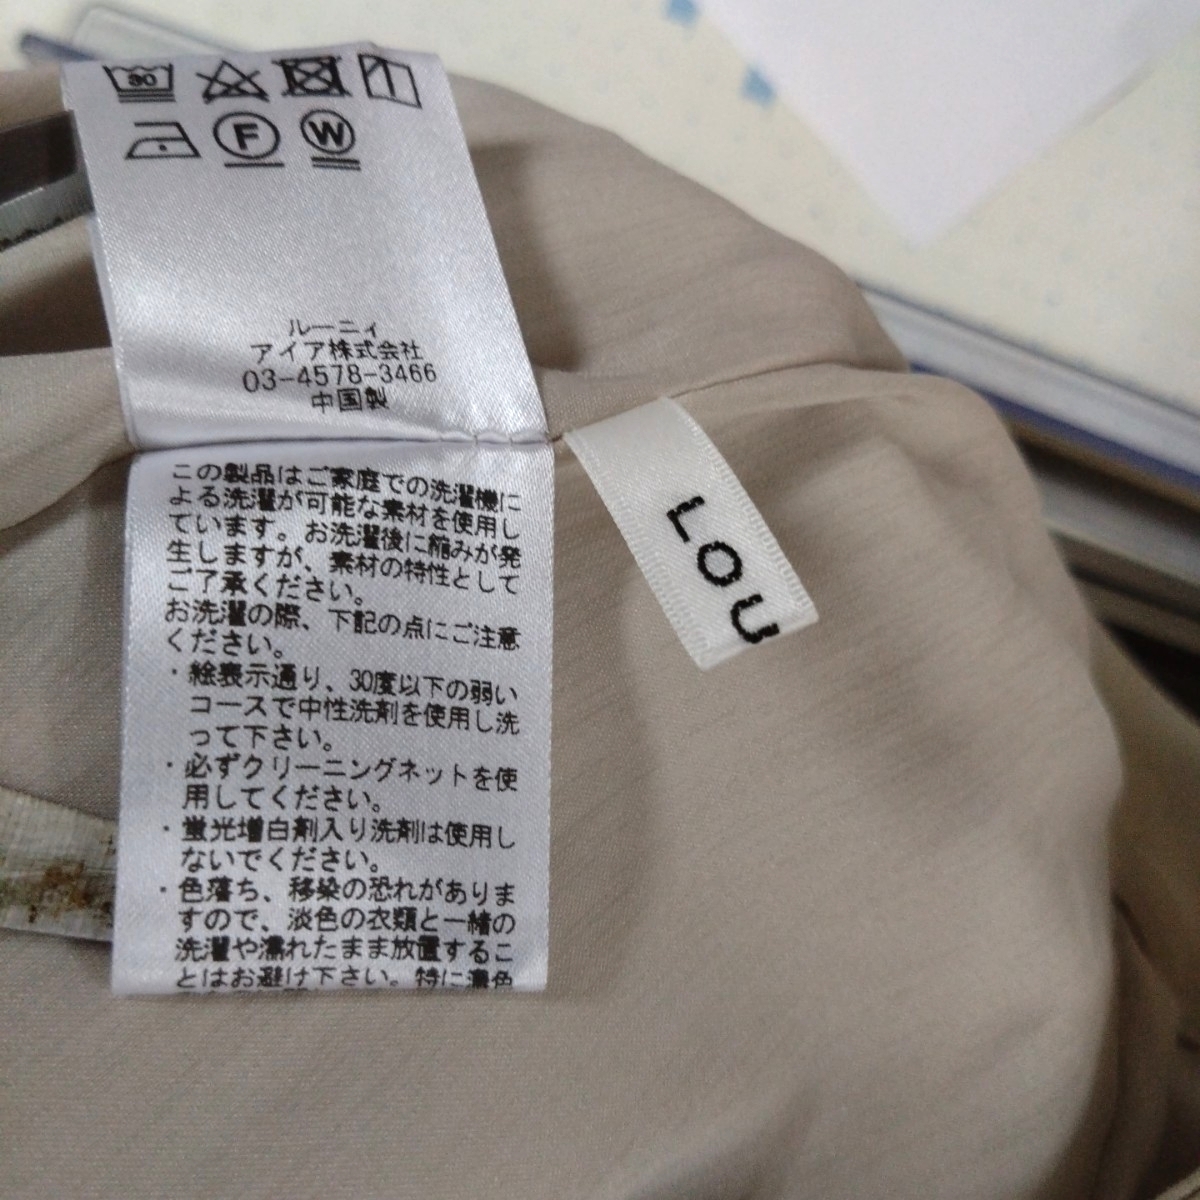 30
F W
ルーニィ
アイア株式会社
03-4578-3466
中国製
この製品はご家庭での洗濯機に
よる洗濯が可能な素材を使用し
ています。お洗濯後に縮みが発
生しますが、素材の特性として
ご了承ください。
お洗濯の際、下記の点にご注意
ください。
・絵表示通り、30度以下の弱い
コースで中性洗剤を使用し洗
って下さい。
・必ずクリーニングネットを使
用してください。
・蛍光増白剤入り洗剤は使用し
ないでください。
・色落ち、移染の恐れがありま
すので、淡色の衣類と一緒の
洗濯や濡れたまま放置するこ
とはお避け下さい。特に濃色
LOU